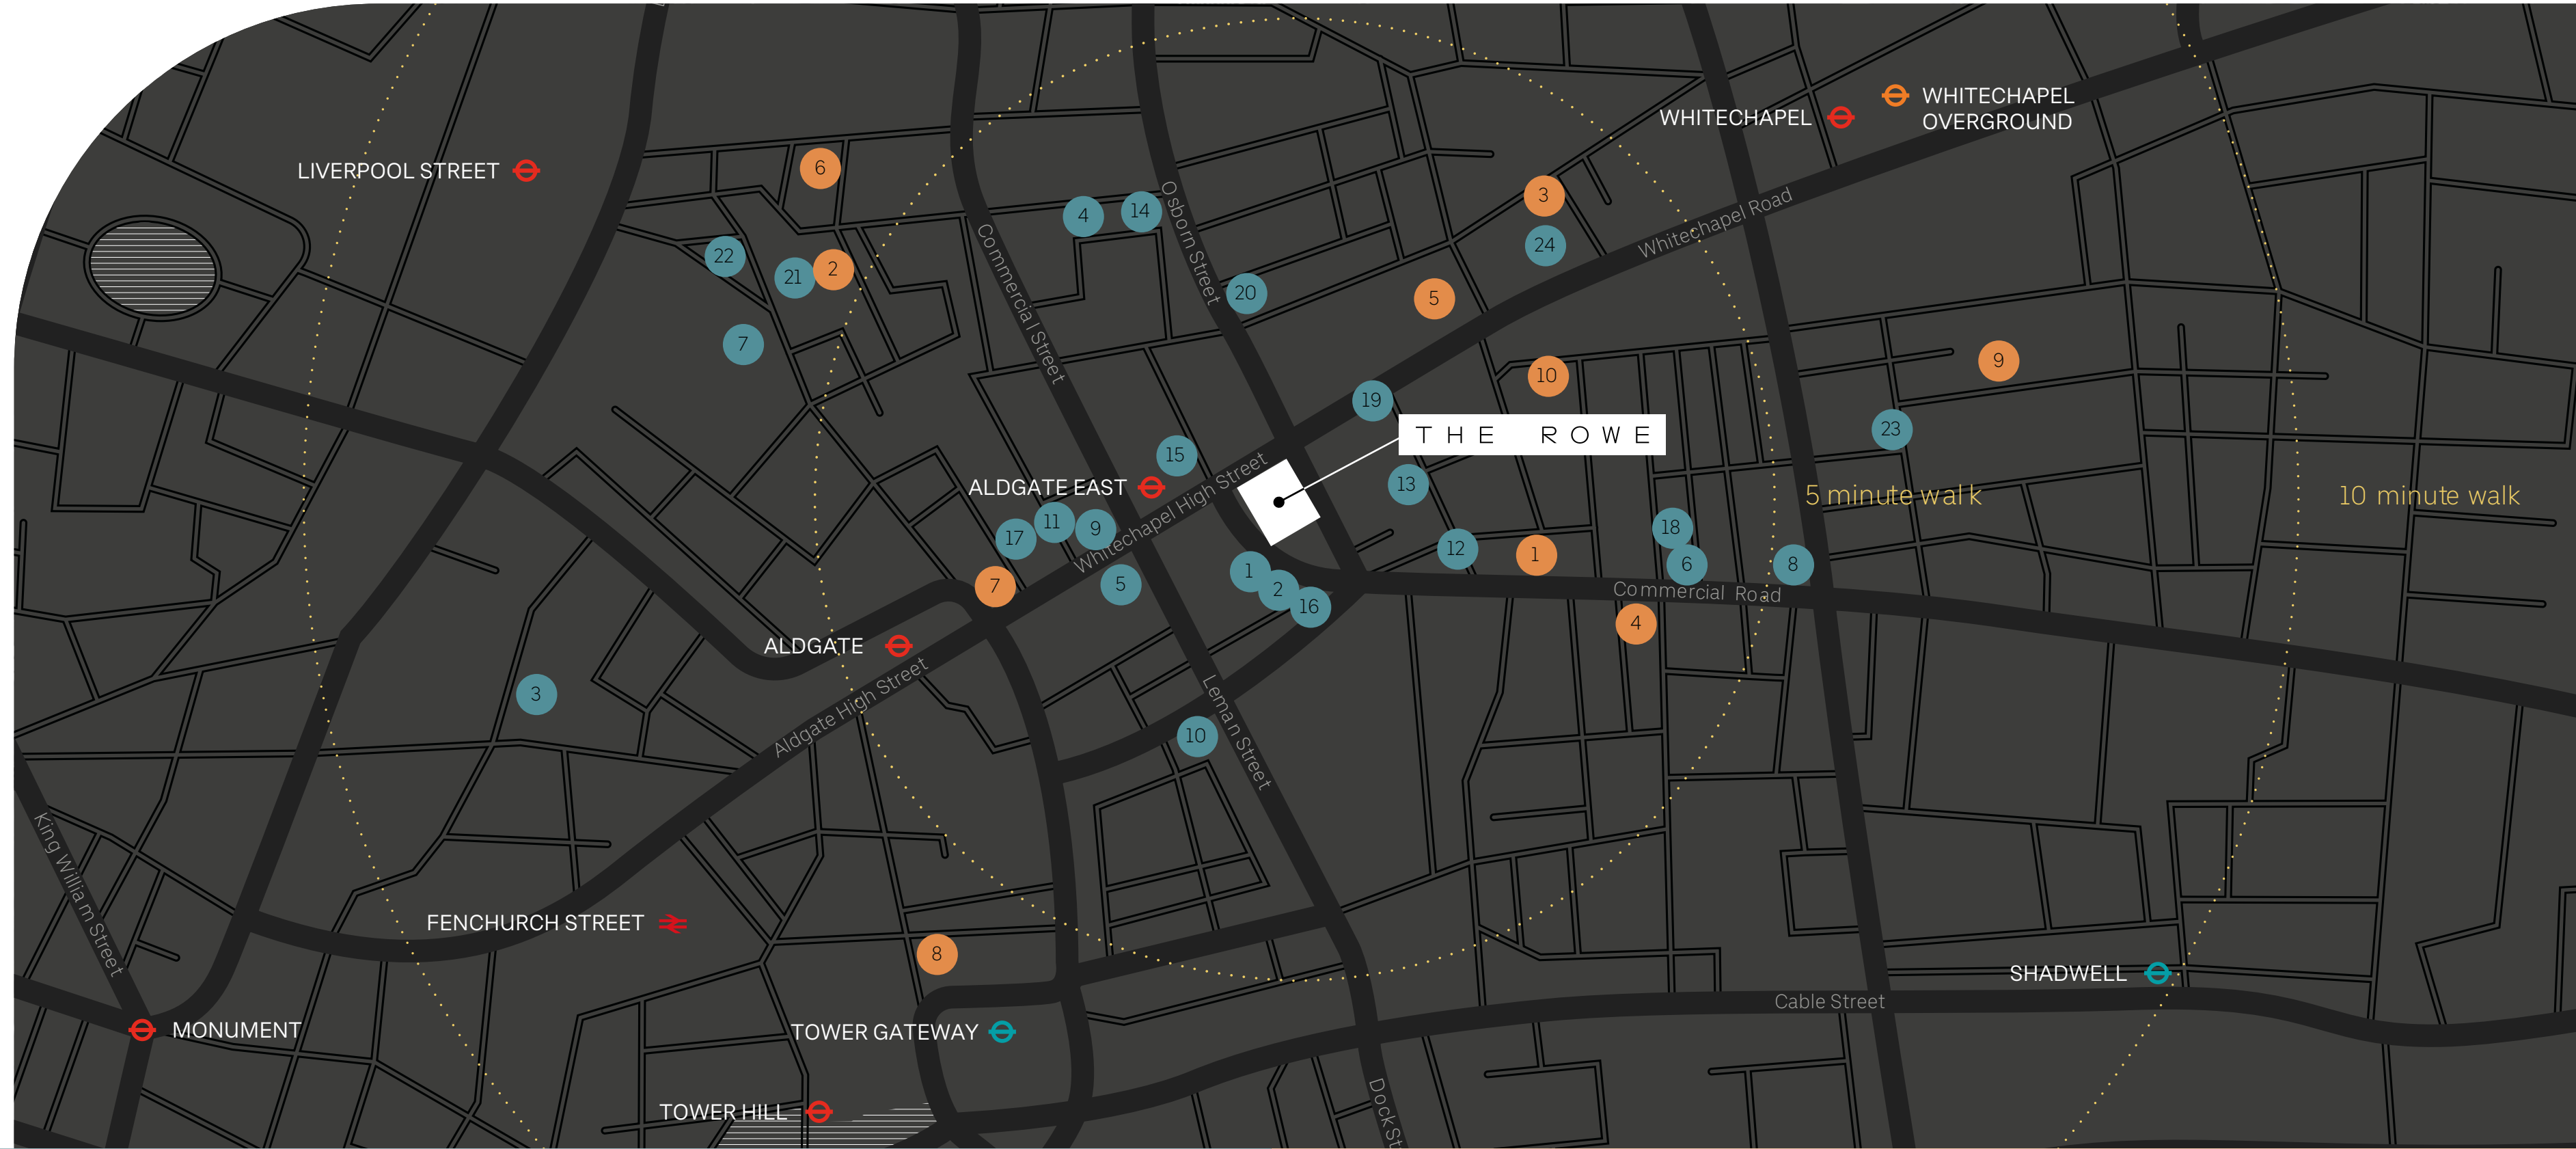 WHITECHAPEL
OVERGROUND
WHITECHAPEL
LIVERPOOL STREET
6
3
4
14
Osborn Street
Whitechapel Road
Commercial Street
24
22
21
2
20
5
7
9
10
19
23
THE ROWE
15
ALDGATE EAST
Whitechapel High Street
13
5 minute walk
10 minute walk
17
11
9
18
12
1
6
8
7
5
1
2
16
Commercial Road
4
ALDGATE
Aldgate High Street
3
Leman Street
10
King William Street
FENCHURCH STREET
8
SHADWELL
Cable Street
MONUMENT
TOWER GATEWAY
TOWER HILL
Dock St